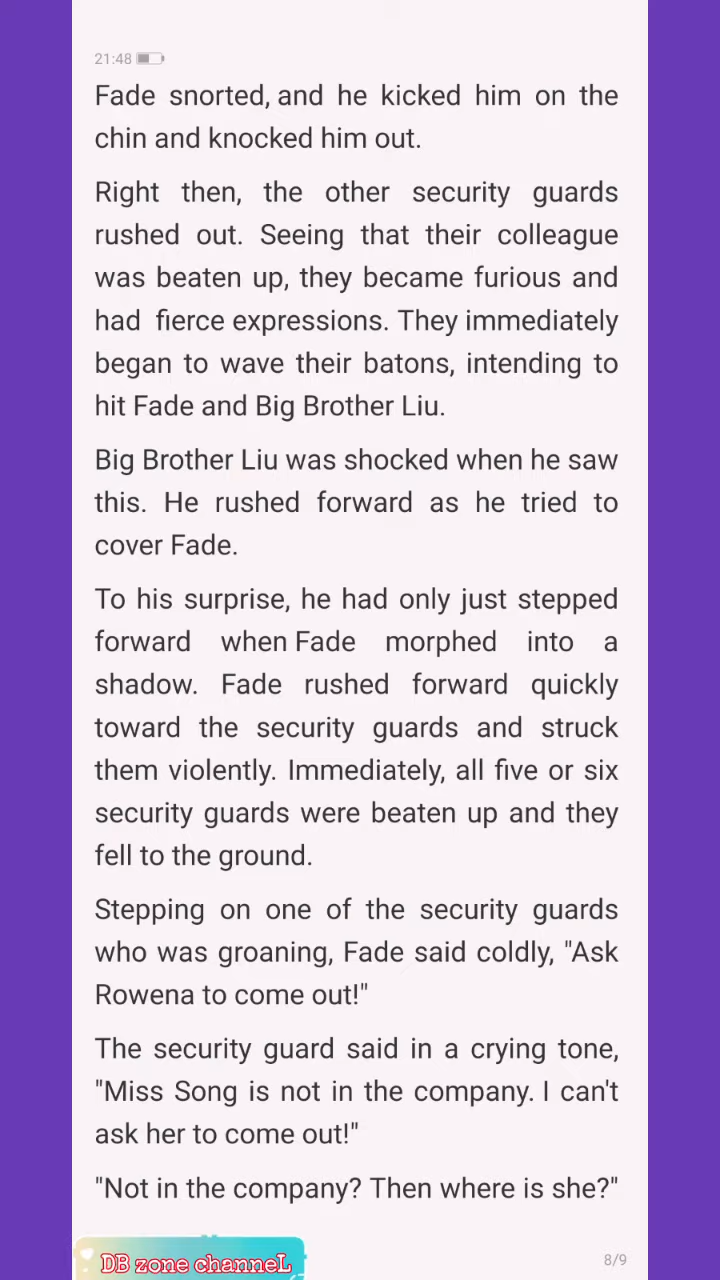 21:48
Fade snorted, and he kicked him on the
chin and knocked him out.
Right then, the other security guards
rushed out. Seeing that their colleague
was beaten up, they became furious and
had fierce expressions. They immediately
began to wave their batons, intending to
hit Fade and Big Brother Liu.
Big Brother Liu was shocked when he saw
this. He rushed forward as he tried to
cover Fade.
To his surprise, he had only just stepped
forward when Fade morphed into a
shadow. Fade rushed forward quickly
toward the security guards and struck
them violently. Immediately, all five or six
security guards were beaten up and they
fell to the ground.
Stepping on one of the security guards
who was groaning, Fade said coldly, "Ask
Rowena to come out!"
The security guard said in a crying tone,
"Miss Song is not in the company. I can't
ask her to come out!"
"Not in the company? Then where is she?"
DB zone channeL
8/9